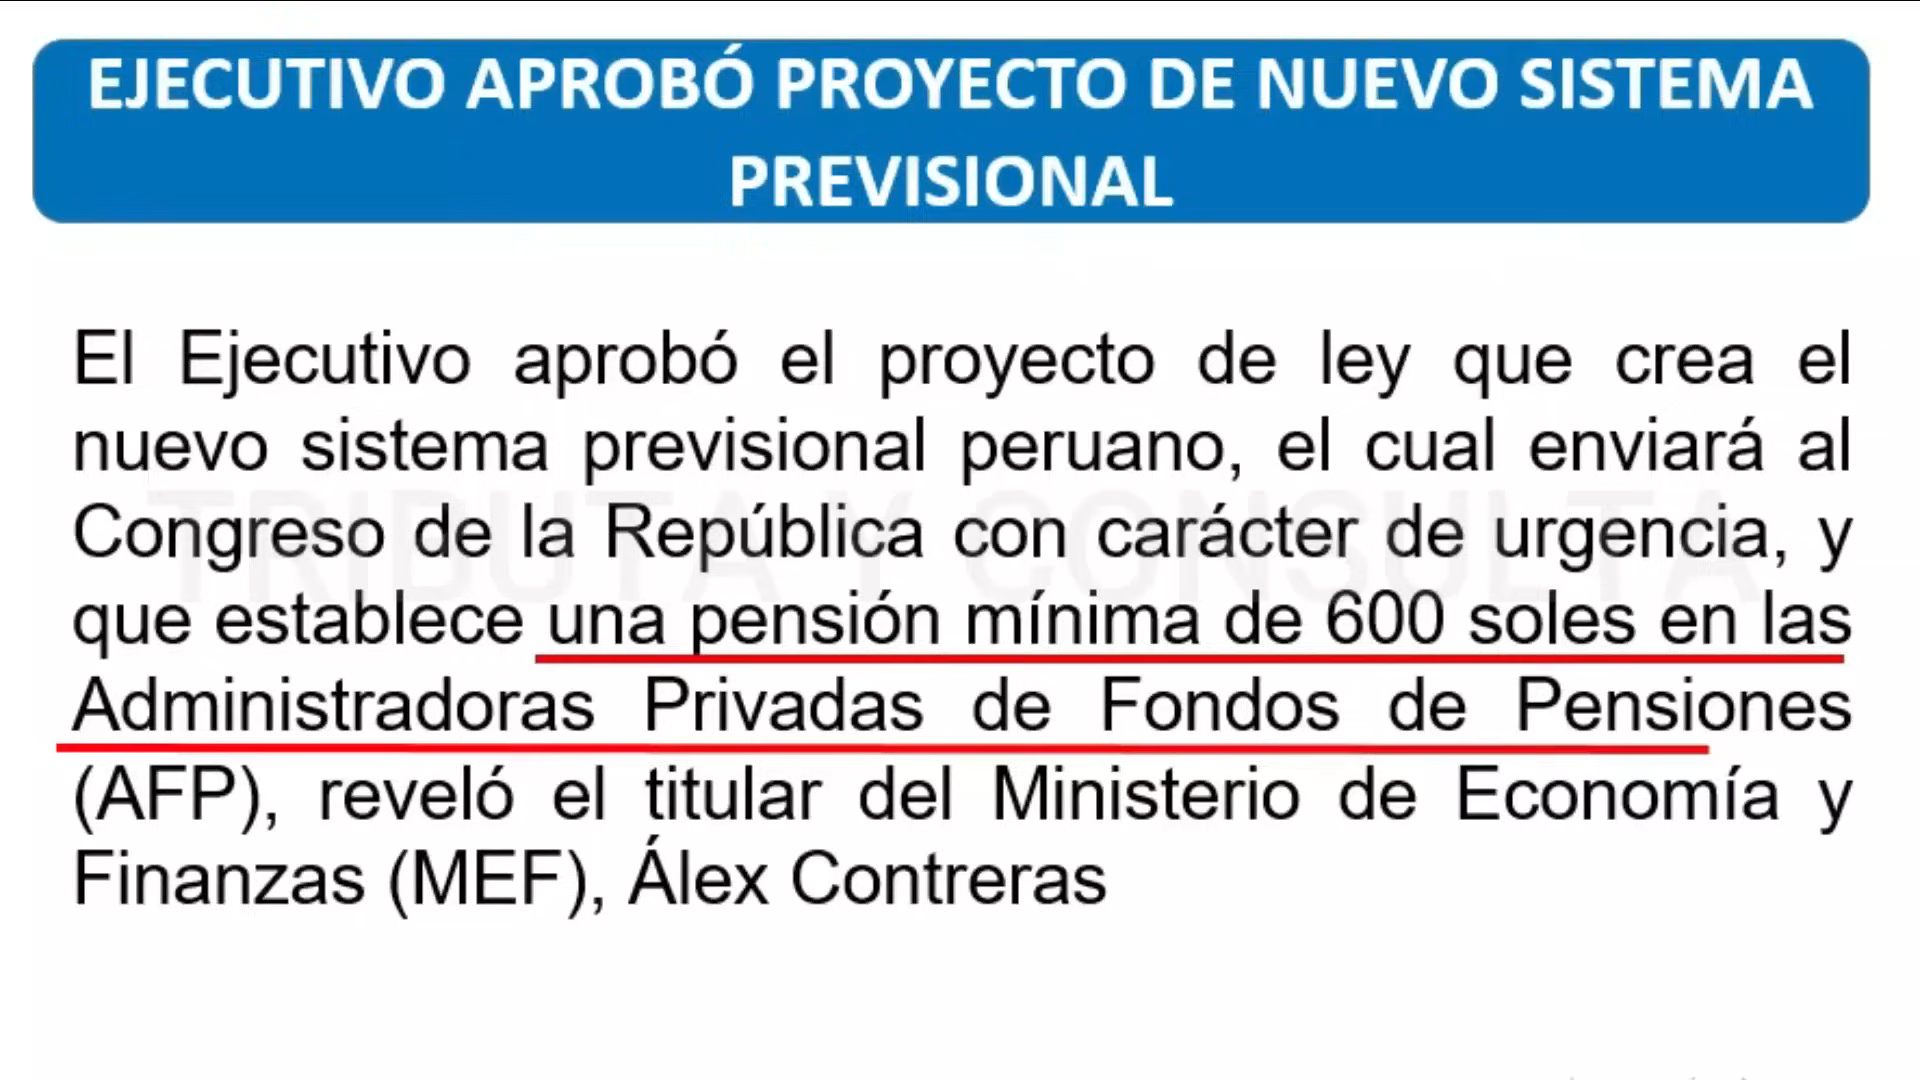 EJECUTIVO APROBÓ PROYECTO DE NUEVO SISTEMA
PREVISIONAL
El Ejecutivo aprobó el proyecto de ley que crea el
nuevo sistema previsional peruano, el cual enviará al
Congreso de la República con carácter de urgencia, y
TRIBUTA Y CONSULTA
que establece una pensión mínima de 600 soles en las
Administradoras Privadas de Fondos de Pensiones
(AFP), reveló el titular del Ministerio de Economía y
Finanzas (MEF), Álex Contreras